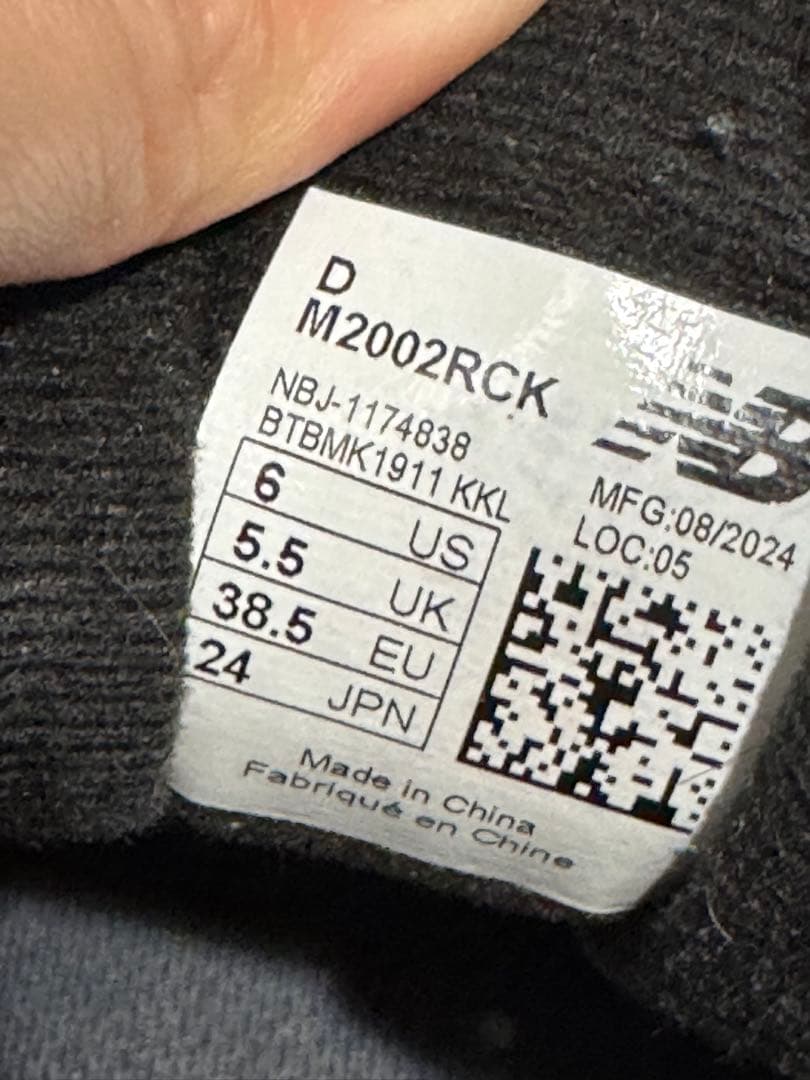 D
M2002RCK
NBJ-1174838
BTBMK1911 KKL
6 US
5.5 UK
38.5 EU
24 JPN
NB
MFG:08/2024
LOC:05
Made in China
Fabriqué en Chine